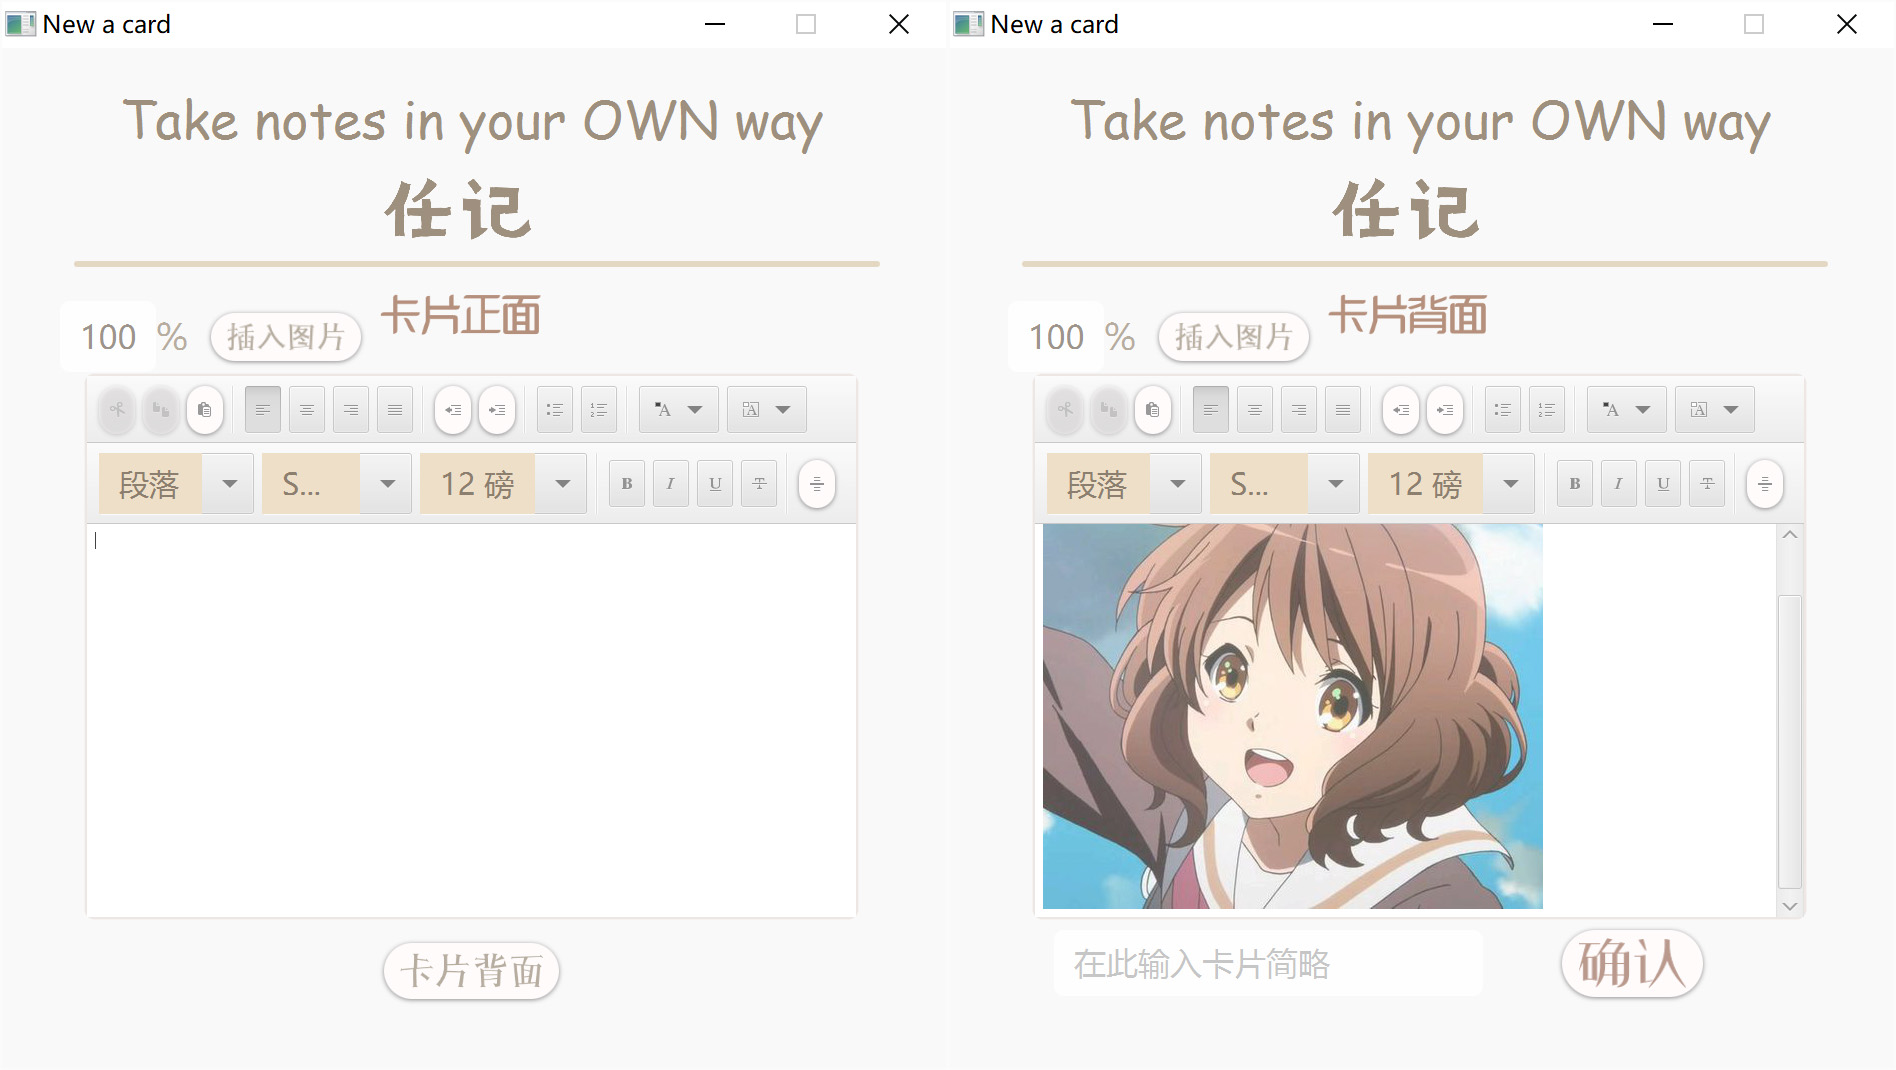 New a card
Take notes in your OWN way
任记
卡片正面
100 % 插入图片
A A
段落 S... 12 磅 B I U T
卡片背面
New a card
Take notes in your OWN way
任记
卡片背面
100 % 插入图片
A A
段落 S... 12 磅 B I U T
在此输入卡片简略 确认